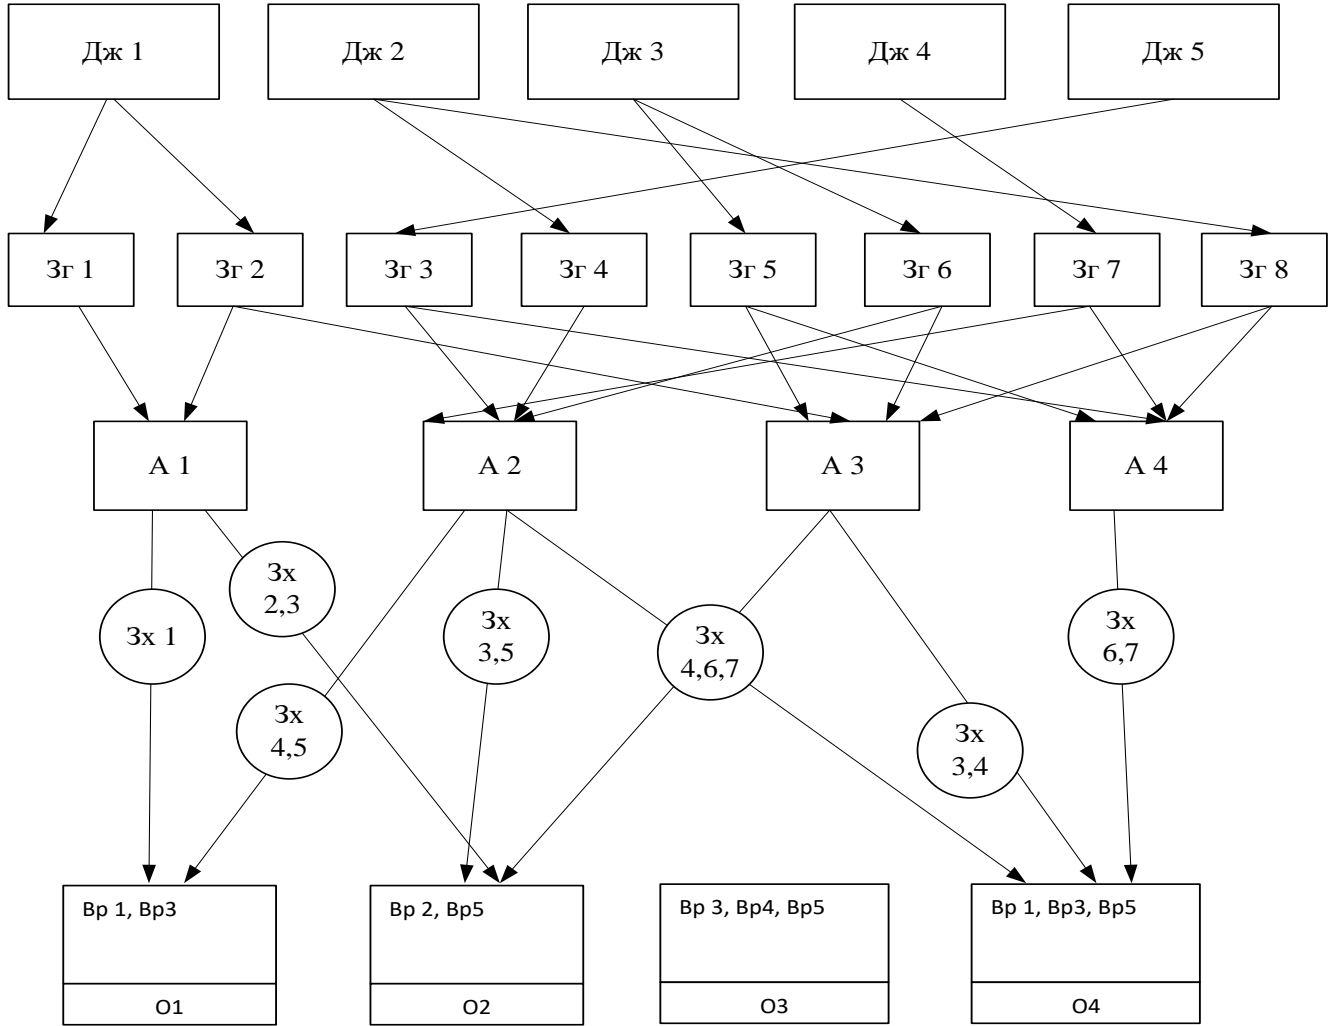 Дж 1
Дж 2
Дж 3
Дж 4
Дж 5
Зг 1
Зг 2
Зг 3
Зг 4
Зг 5
Зг 6
Зг 7
Зг 8
А 1
А 2
А 3
А 4
Зх
2,3
Зх 1
Зх
3,5
Зх
4,6,7
Зх
6,7
Зх
4,5
Зх
3,4
Вр 1, Вр3
Вр 2, Вр5
Вр 3, Вр4, Вр5
Вр 1, Вр3, Вр5
О1
О2
О3
О4